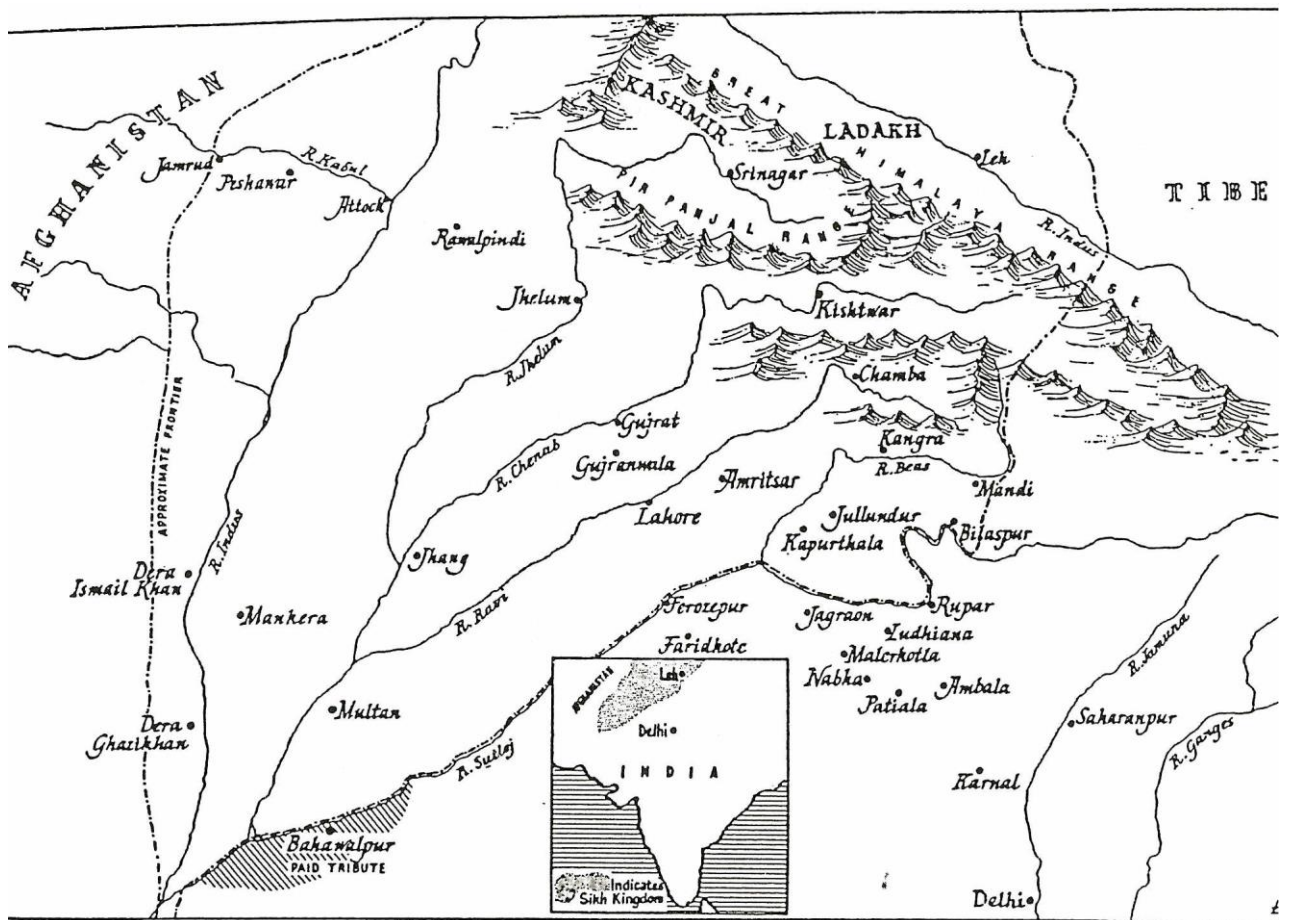 AFGHANISTAN
GREAT
HIMALAYA RANGE
KASHMIR
LADAKH
Leh
TIBE
R. Kabul
Jamrud
Peshanur
Attock
Srinagar
PIR PANJAL RANGE
R. Indus
Rawalpindi
Jhelum
Kishtwar
R. Jhelum
Chamba
APPROXIMATE FRONTIER
Gujrat
Kangra
R. Chenab
Gujranwala
R. Beas
Amritsar
Mandi
Lahore
Jullundur
Bilaspur
R. Indus
Kapurthala
Jhang
Dera
Ismail Khan
Mankera
R. Ravi
Ferozepur
Jagraon
Rupar
Ludhiana
Faridkote
Malerkotla
R. Jamuna
Nabha
Ambala
Patiala
Multan
Dera
Ghazikhan
Saharanpur
R. Ganges
R. Sutlej
Karnal
Bahawalpur
PAID TRIBUTE
Delhi
AFGHANISTAN
Leh
Delhi
INDIA
Indicates
Sikh Kingdom